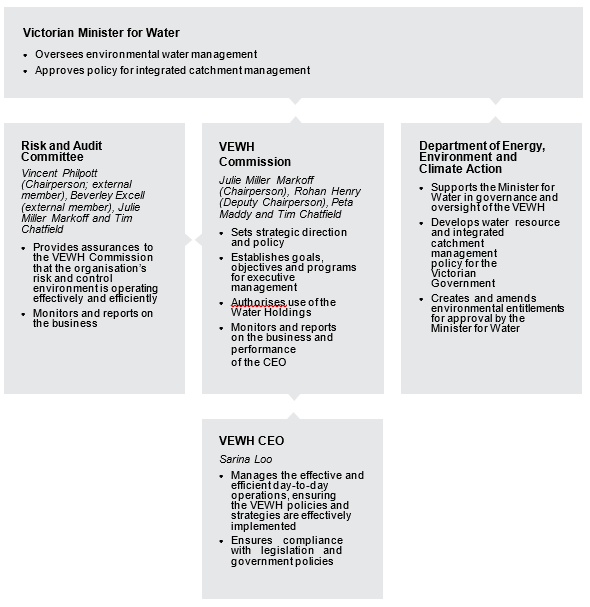 Victorian Minister for Water
• Oversees environmental water management
• Approves policy for integrated catchment management
Risk and Audit
Committee
Vincent Philpott
(Chairperson; external
member), Beverley Excell
(external member), Julie
Miller Markoff and Tim
Chatfield
• Provides assurances to
the VEWH Commission
that the organisation's
risk and control
environment is operating
effectively and efficiently
• Monitors and reports on
the business
VEWH
Commission
Julie Miller Markoff
(Chairperson), Rohan Henry
(Deputy Chairperson), Peta
Maddy and Tim Chatfield
• Sets strategic direction
and policy
• Establishes goals,
objectives and programs
for executive
management
• Authorises use of the
Water Holdings
• Monitors and reports
on the business and
performance
of the CEO
Department of Energy,
Environment and
Climate Action
• Supports the Minister for
Water in governance and
oversight of the VEWH
• Develops water resource
and integrated
catchment
management
policy for the
Victorian
Government
• Creates and amends
environmental entitlements
for approval by the
Minister for Water
VEWH CEO
Sarina Loo
• Manages the effective and
efficient day-to-day
operations, ensuring
the VEWH policies and
strategies are effectively
implemented
• Ensures compliance
with legislation and
government policies